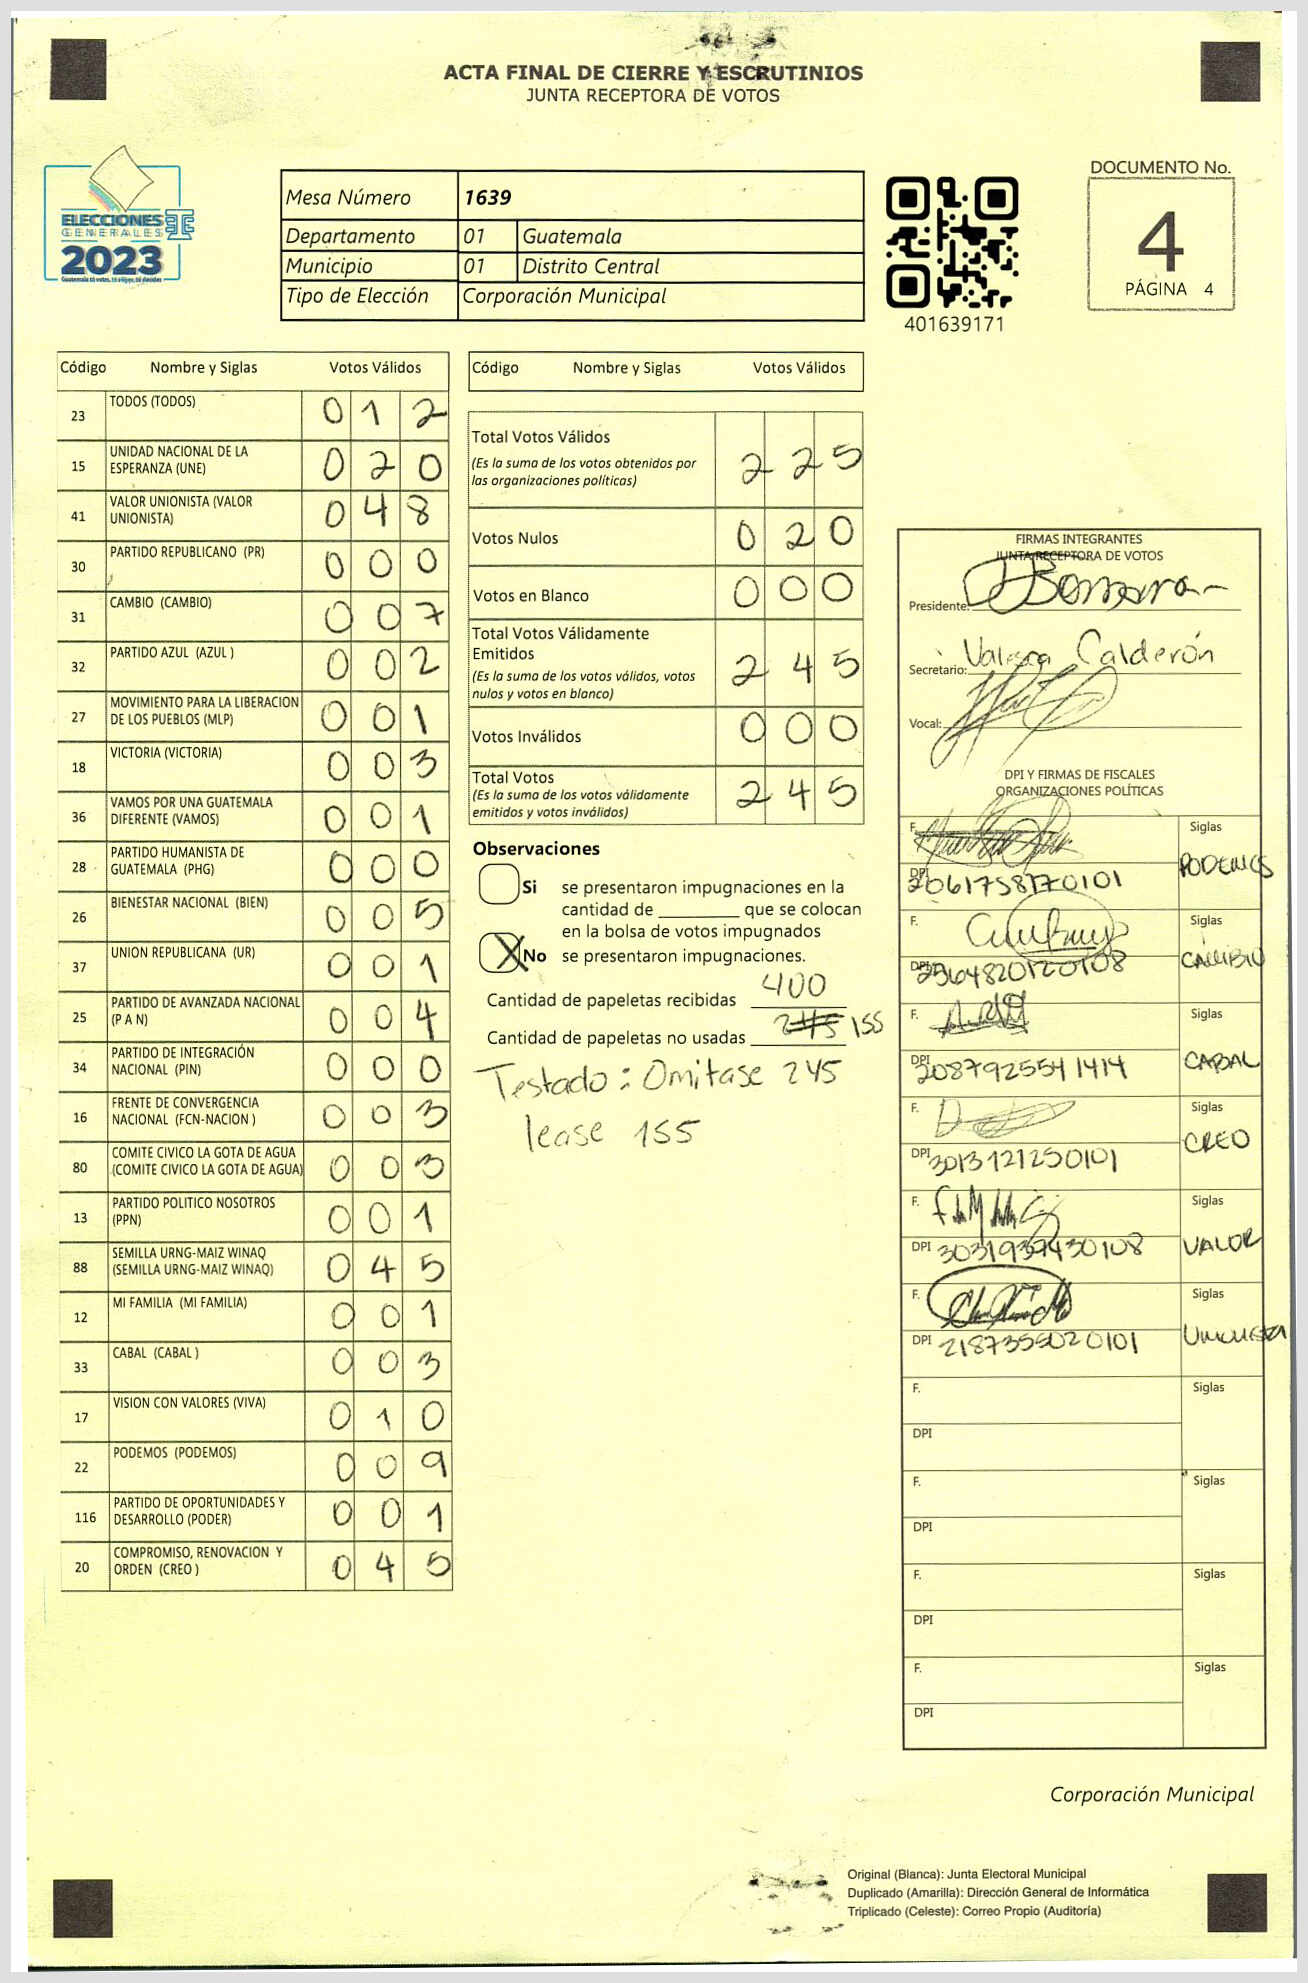 ACTA FINAL DE CIERRE Y ESCRUTINIOS
JUNTA RECEPTORA DE VOTOS
ELECCIONES
GENERALES
2023
Mesa Número 1639
Departamento 01 Guatemala
Municipio 01 Distrito Central
Tipo de Elección Corporación Municipal
401639171
DOCUMENTO No.
4
PÁGINA 4
Código Nombre y Siglas Votos Válidos
23 TODOS (TODOS) 0 1 2
15 UNIDAD NACIONAL DE LA
ESPERANZA (UNE) 0 2 0
41 VALOR UNIONISTA (VALOR
UNIONISTA) 0 4 8
30 PARTIDO REPUBLICANO (PR) 0 0 0
31 CAMBIO (CAMBIO) 0 0 7
32 PARTIDO AZUL (AZUL ) 0 0 2
27 MOVIMIENTO PARA LA LIBERACION
DE LOS PUEBLOS (MLP) 0 0 1
18 VICTORIA (VICTORIA) 0 0 3
36 VAMOS POR UNA GUATEMALA
DIFERENTE (VAMOS) 0 0 1
28 PARTIDO HUMANISTA DE
GUATEMALA (PHG) 0 0 0
26 BIENESTAR NACIONAL (BIEN) 0 0 5
37 UNION REPUBLICANA (UR) 0 0 1
25 PARTIDO DE AVANZADA NACIONAL
(P A N) 0 0 4
34 PARTIDO DE INTEGRACIÓN
NACIONAL (PIN) 0 0 0
16 FRENTE DE CONVERGENCIA
NACIONAL (FCN-NACION ) 0 0 3
80 COMITE CIVICO LA GOTA DE AGUA
(COMITE CIVICO LA GOTA DE AGUA) 0 0 3
13 PARTIDO POLITICO NOSOTROS
(PPN) 0 0 1
88 SEMILLA URNG-MAIZ WINAQ
(SEMILLA URNG-MAIZ WINAQ) 0 4 5
12 MI FAMILIA (MI FAMILIA) 0 0 1
33 CABAL (CABAL ) 0 0 3
17 VISION CON VALORES (VIVA) 0 1 0
22 PODEMOS (PODEMOS) 0 0 9
116 PARTIDO DE OPORTUNIDADES Y
DESARROLLO (PODER) 0 0 1
20 COMPROMISO, RENOVACION Y
ORDEN (CREO ) 0 4 5
Código Nombre y Siglas Votos Válidos
Total Votos Válidos 2 2 5
(Es la suma de los votos obtenidos por
las organizaciones políticas)
Votos Nulos 0 2 0
Votos en Blanco 0 0 0
Total Votos Válidamente
Emitidos 2 4 5
(Es la suma de los votos válidos, votos
nulos y votos en blanco)
Votos Inválidos 0 0 0
Total Votos 2 4 5
(Es la suma de los votos válidamente
emitidos y votos inválidos)
Observaciones
Si se presentaron impugnaciones en la
cantidad de ________ que se colocan
en la bolsa de votos impugnados
X No se presentaron impugnaciones.
Cantidad de papeletas recibidas 400
Cantidad de papeletas no usadas 245 155
Testado: Omitase 245
lease 155
FIRMAS INTEGRANTES
JUNTA RECEPTORA DE VOTOS
Presidente:
Secretario: Calderón
Vocal:
DPI Y FIRMAS DE FISCALES
ORGANIZACIONES POLÍTICAS
F. Siglas
DPI 2061758170101 PODEMOS
F. Siglas
DPI 2564820120108 CAMBIO
F. Siglas
DPI 2087925541414 CABAL
F. Siglas
DPI 3013121250101 CREO
F. Siglas
DPI 3031939430108 VALOR
F. Siglas
DPI 2187355020101
F. Siglas
DPI
F. Siglas
DPI
F. Siglas
DPI
F. Siglas
DPI
Corporación Municipal
Original (Blanca): Junta Electoral Municipal
Duplicado (Amarilla): Dirección General de Informática
Triplicado (Celeste): Correo Propio (Auditoría)